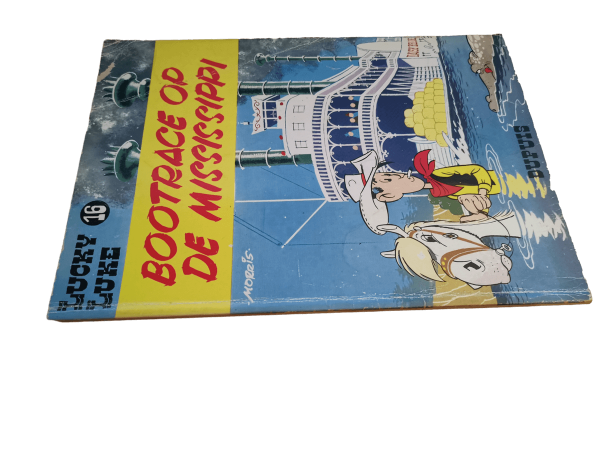 LUCKY
LUKE
16
BOOTRACE OP
DE MISSISSIPPI
MORRIS
DUPUIS